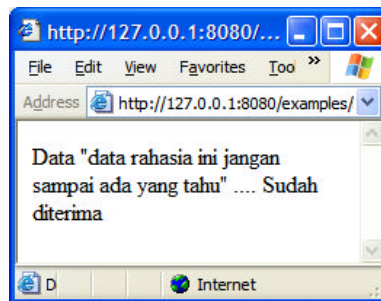 http://127.0.0.1:8080/...
File Edit View Favorites Tool »
Address http://127.0.0.1:8080/examples/
Data "data rahasia ini jangan
sampai ada yang tahu" .... Sudah
diterima
D Internet